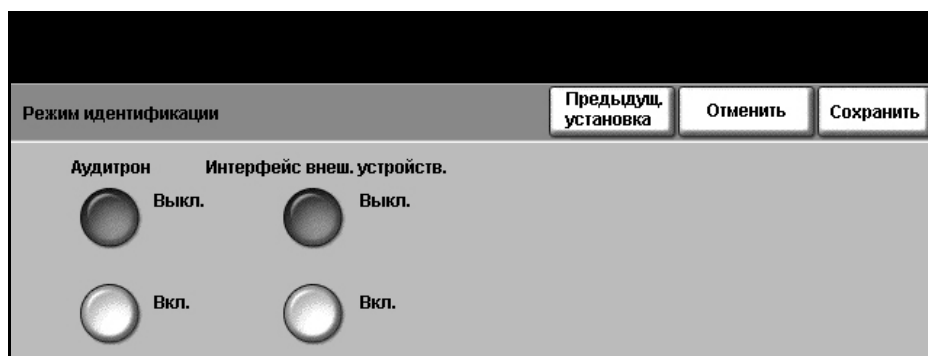 Режим идентификации
Предыдущ.
установка
Отменить
Сохранить
Аудитрон
Интерфейс внеш. устройств.
Выкл.
Выкл.
Вкл.
Вкл.